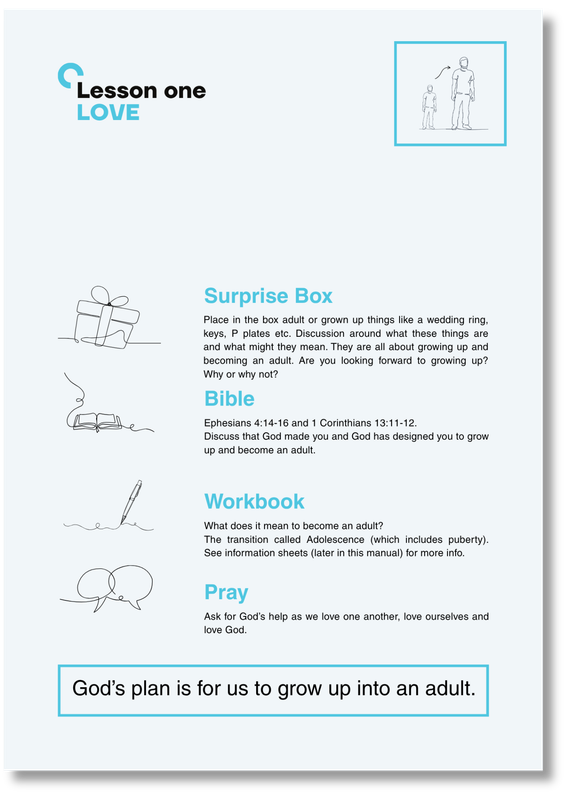 Lesson one
LOVE
Surprise Box
Place in the box adult or grown up things like a wedding ring,
keys, P plates etc. Discussion around what these things are
and what might they mean. They are all about growing up and
becoming an adult. Are you looking forward to growing up?
Why or why not?
Bible
Ephesians 4:14-16 and 1 Corinthians 13:11-12.
Discuss that God made you and God has designed you to grow
up and become an adult.
Workbook
What does it mean to become an adult?
The transition called Adolescence (which includes puberty).
See information sheets (later in this manual) for more info.
Pray
Ask for God's help as we love one another, love ourselves and
love God.
God's plan is for us to grow up into an adult.